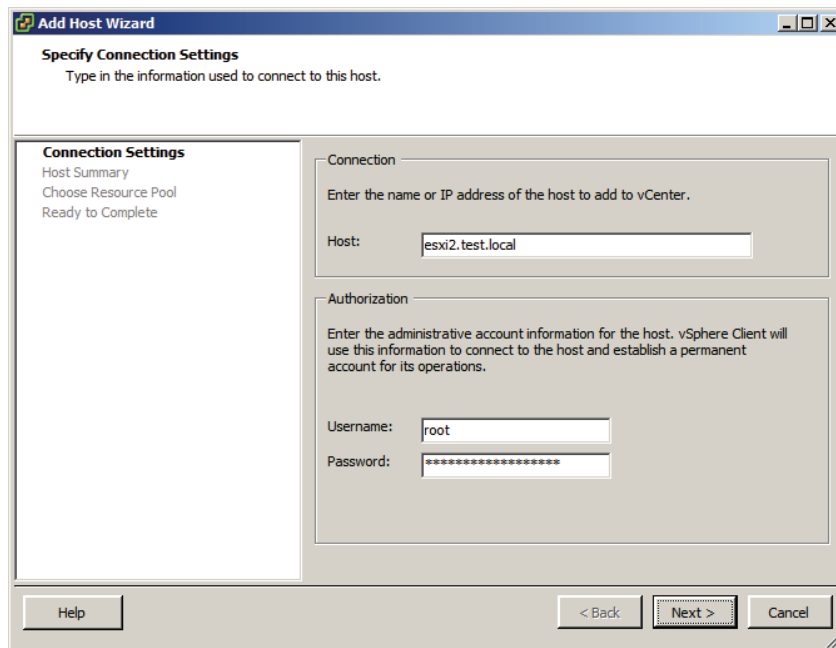 Add Host Wizard
Specify Connection Settings
Type in the information used to connect to this host.
Connection Settings
Host Summary
Choose Resource Pool
Ready to Complete
Connection
Enter the name or IP address of the host to add to vCenter.
Host: esxi2.test.local
Authorization
Enter the administrative account information for the host. vSphere Client will
use this information to connect to the host and establish a permanent
account for its operations.
Username: root
Password: ******************
Help
< Back Next > Cancel